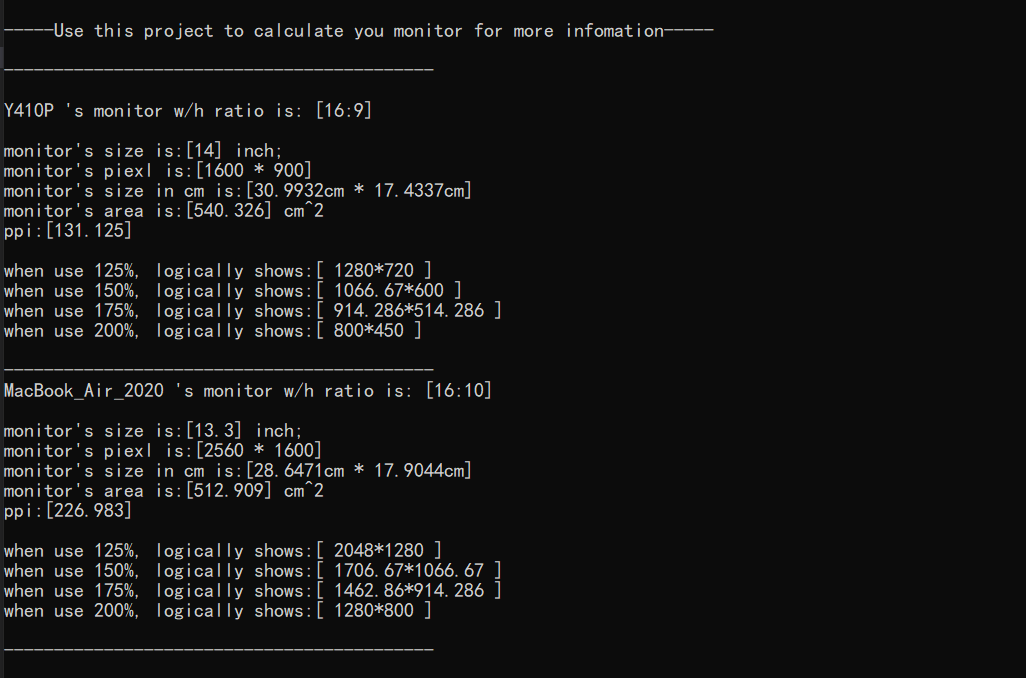 -----Use this project to calculate you monitor for more infomation-----
-------------------------------------------
Y410P 's monitor w/h ratio is: [16:9]
monitor's size is:[14] inch;
monitor's piexl is:[1600 * 900]
monitor's size in cm is:[30.9932cm * 17.4337cm]
monitor's area is:[540.326] cm^2
ppi:[131.125]
when use 125%, logically shows:[ 1280*720 ]
when use 150%, logically shows:[ 1066.67*600 ]
when use 175%, logically shows:[ 914.286*514.286 ]
when use 200%, logically shows:[ 800*450 ]
-------------------------------------------
MacBook_Air_2020 's monitor w/h ratio is: [16:10]
monitor's size is:[13.3] inch;
monitor's piexl is:[2560 * 1600]
monitor's size in cm is:[28.6471cm * 17.9044cm]
monitor's area is:[512.909] cm^2
ppi:[226.983]
when use 125%, logically shows:[ 2048*1280 ]
when use 150%, logically shows:[ 1706.67*1066.67 ]
when use 175%, logically shows:[ 1462.86*914.286 ]
when use 200%, logically shows:[ 1280*800 ]
-------------------------------------------